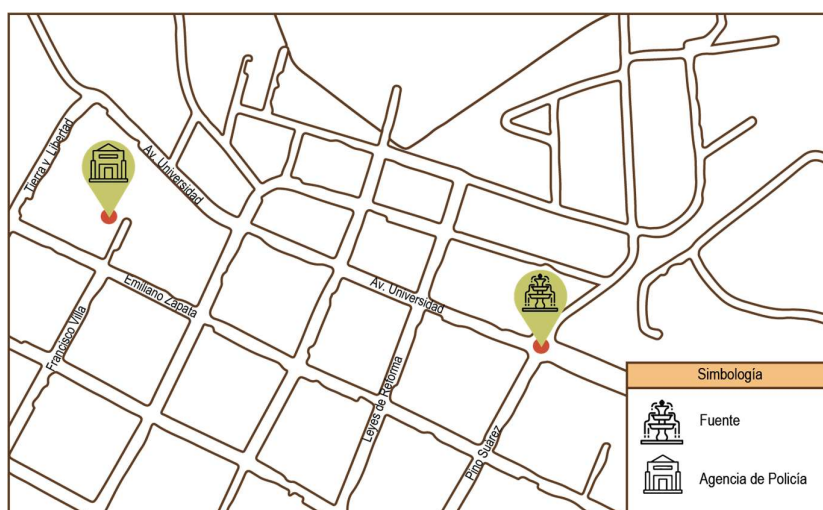 Tierra y Libertad
Av. Universidad
Emiliano Zapata
Francisco Villa
Av. Universidad
Leyes de Reforma
Pino Suárez
Simbología
Fuente
Agencia de Policía